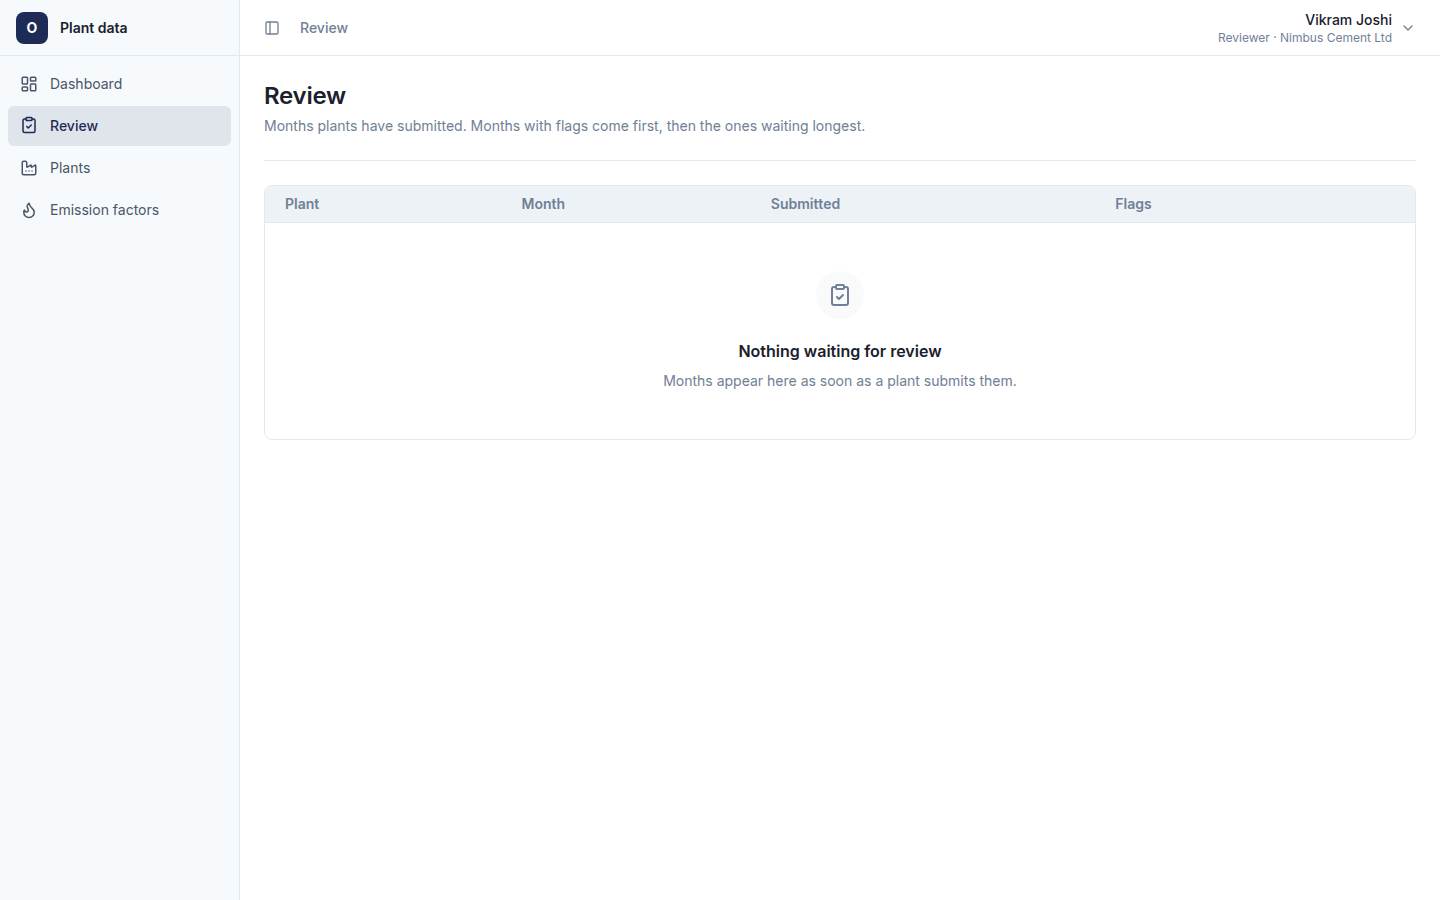 O
Plant data
Review
Vikram Joshi
Reviewer · Nimbus Cement Ltd
Dashboard
Review
Plants
Emission factors
Review
Months plants have submitted. Months with flags come first, then the ones waiting longest.
Plant Month Submitted Flags
Nothing waiting for review
Months appear here as soon as a plant submits them.